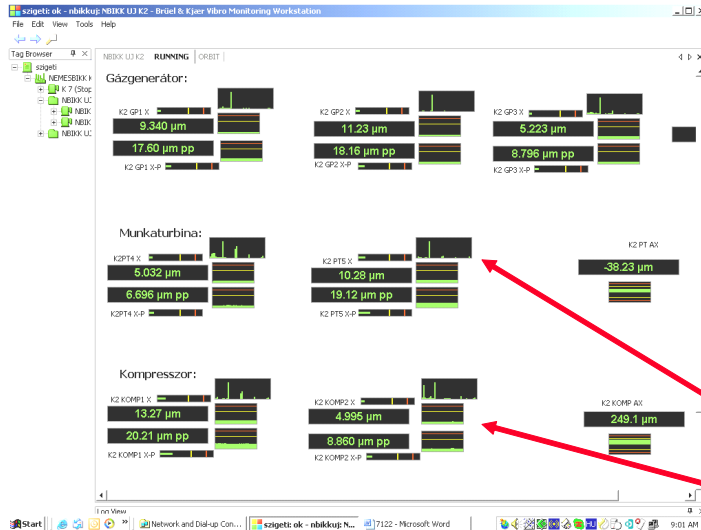 szigeti: ok - nbikkuj: NBIKK UJ K2 - Brüel & Kjær Vibro Monitoring Workstation
File Edit View Tools Help
Tag Browser
szigeti
NEMESBIKK
K 7 (Stop
NBIKK UJ
NBIK
NBIK
NBIKK UJ
NBIKK UJ K2 RUNNING ORBIT
Gázgenerátor:
K2 GP1 X
9.340 µm
17.60 µm pp
K2 GP1 X-P
K2 GP2 X
11.23 µm
18.16 µm pp
K2 GP2 X-P
K2 GP3 X
5.223 µm
8.796 µm pp
K2 GP3 X-P
Munkaturbina:
K2PT4 X
5.032 µm
6.696 µm pp
K2PT4 X-P
K2 PT5 X
10.28 µm
19.12 µm pp
K2 PT5 X-P
K2 PT AX
-38.23 µm
Kompresszor:
K2 KOMP1 X
13.27 µm
20.21 µm pp
K2 KOMP1 X-P
K2 KOMP2 X
4.995 µm
8.860 µm pp
K2 KOMP2 X-P
K2 KOMP AX
249.1 µm
Log View
Start
Network and Dial-up Con...
szigeti: ok - nbikkuj: N...
7122 - Microsoft Word
HU
9:01 AM